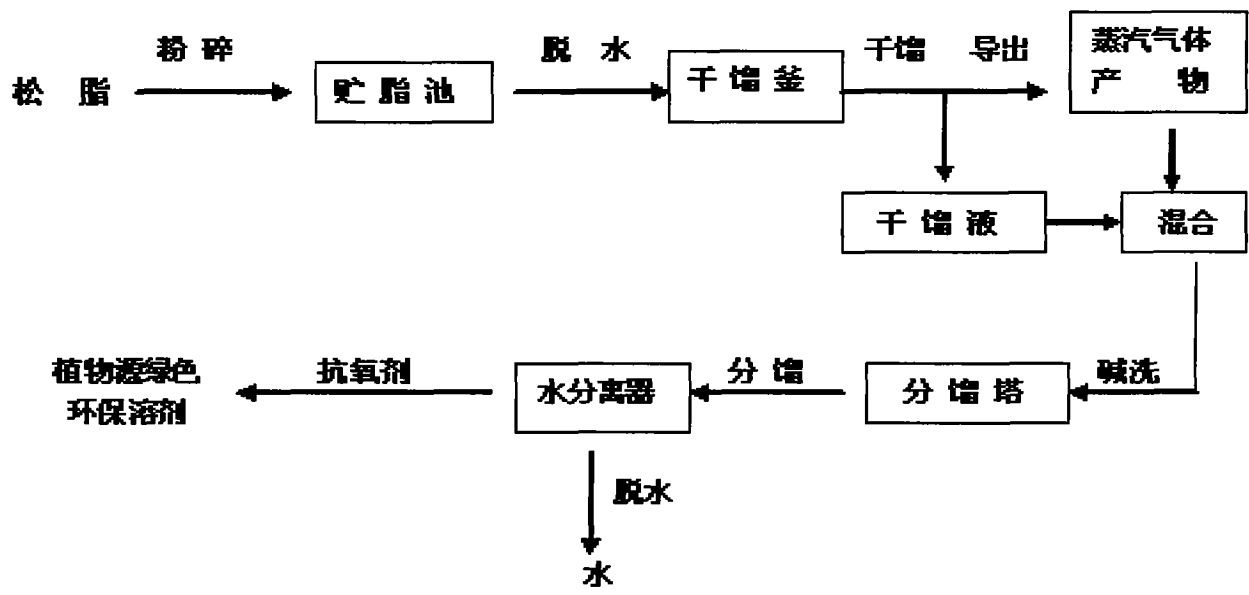 松 脂
粉 碎
贮 脂 池
脱 水
干 馏 釜
干馏 导出
蒸汽气体
产 物
干 馏 液
混合
碱洗
分 馏 塔
分 馏
水分离器
脱水
水
抗氧剂
植物源绿色
环保溶剂